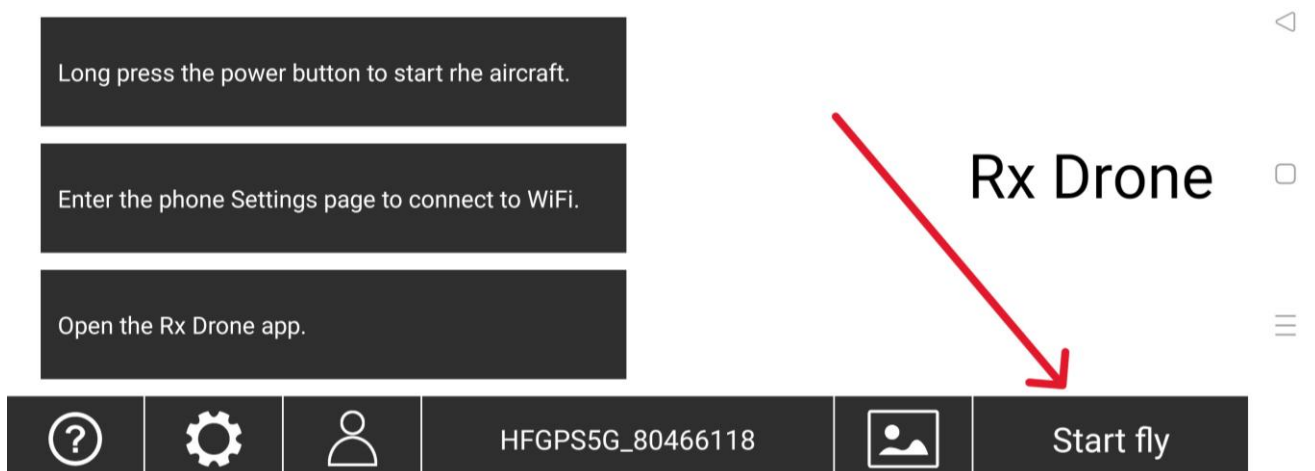 Long press the power button to start rhe aircraft.
Enter the phone Settings page to connect to WiFi.
Open the Rx Drone app.
Rx Drone
?
HFGPS5G_80466118
Start fly